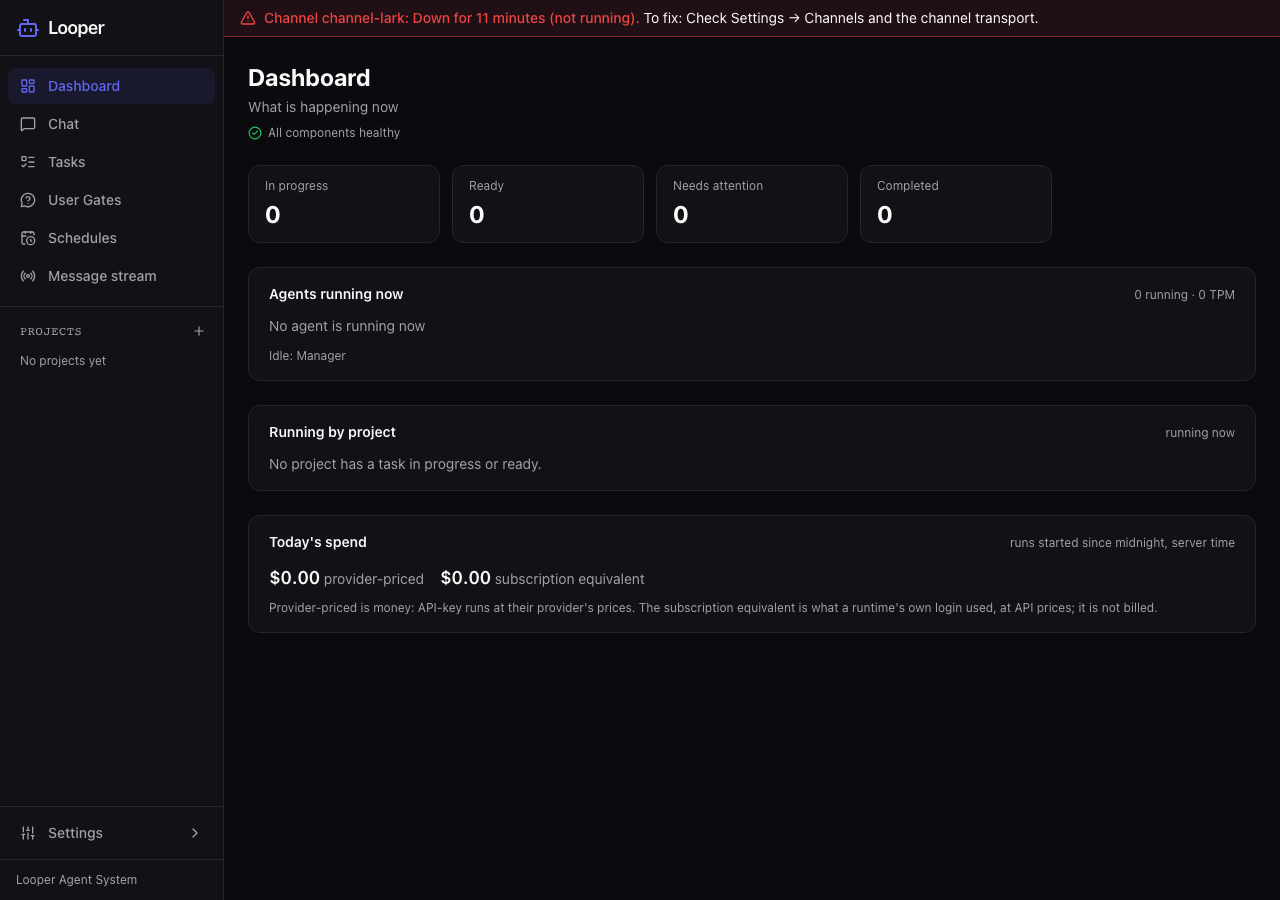 Looper
Channel channel-lark: Down for 11 minutes (not running). To fix: Check Settings → Channels and the channel transport.
Dashboard
Chat
Tasks
User Gates
Schedules
Message stream
PROJECTS
No projects yet
Settings
Looper Agent System
Dashboard
What is happening now
All components healthy
In progress
0
Ready
0
Needs attention
0
Completed
0
Agents running now
0 running · 0 TPM
No agent is running now
Idle: Manager
Running by project
running now
No project has a task in progress or ready.
Today's spend
runs started since midnight, server time
$0.00 provider-priced $0.00 subscription equivalent
Provider-priced is money: API-key runs at their provider's prices. The subscription equivalent is what a runtime's own login used, at API prices; it is not billed.